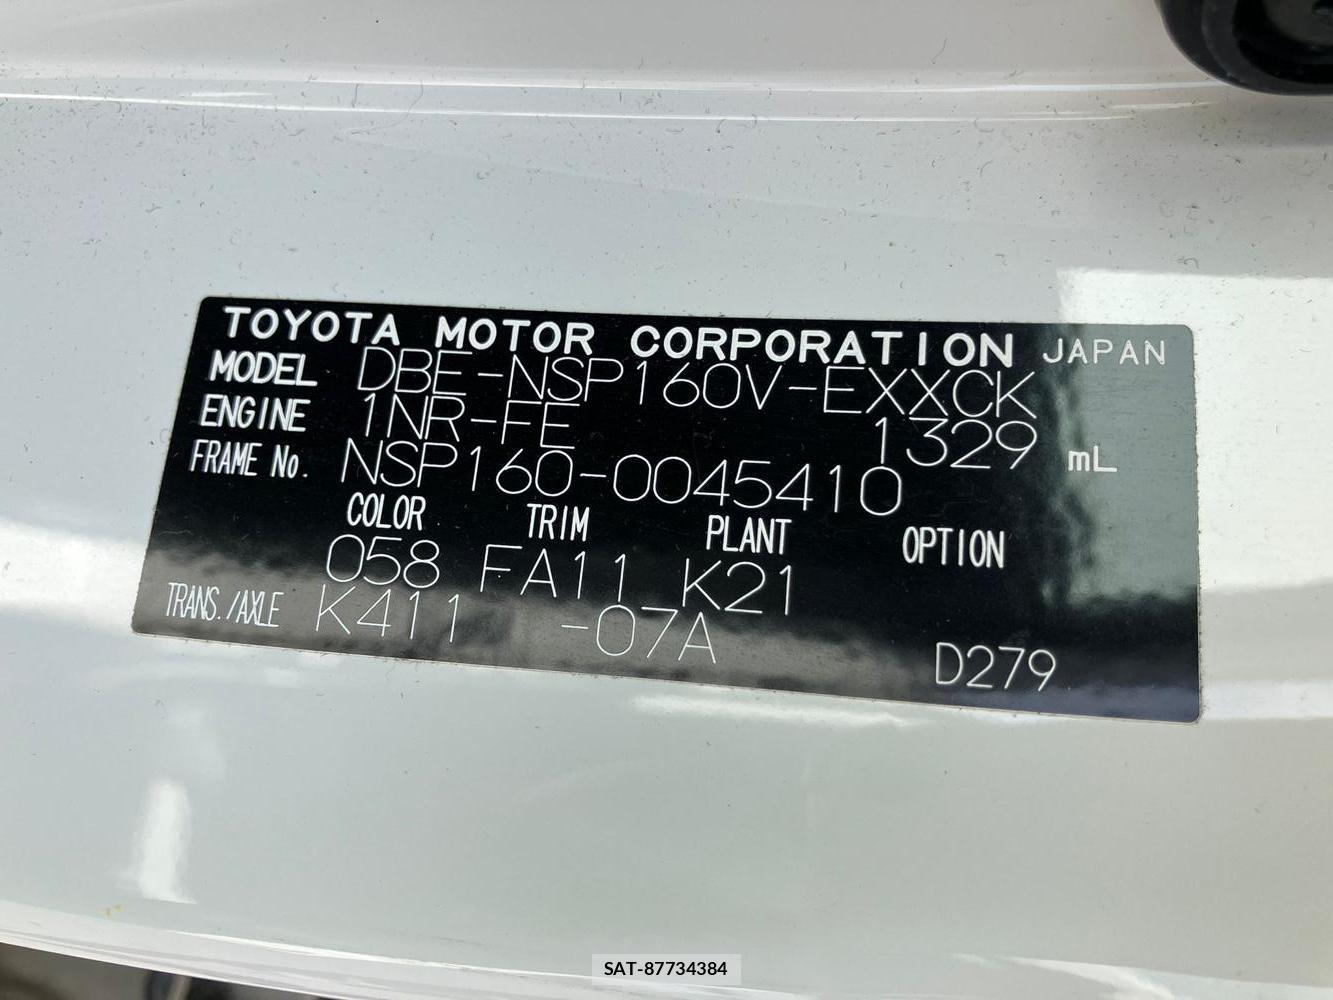 TOYOTA MOTOR CORPORATION JAPAN
MODEL DBE-NSP160V-EXXCK
ENGINE 1NR-FE 1329 mL
FRAME No. NSP160-0045410
COLOR TRIM PLANT OPTION
058 FA11 K21
TRANS./AXLE K411 -07A D279
SAT-87734384